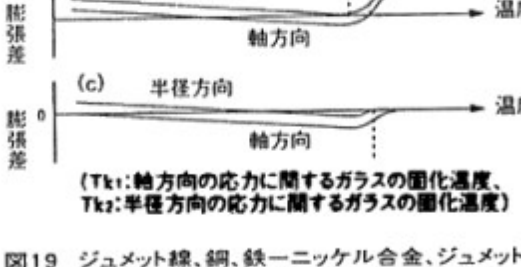 膨張差
軸方向
温
(c)
半径方向
膨張差
0
温
軸方向
(Tk1:軸方向の応力に関するガラスの固化温度、
Tk2:半径方向の応力に関するガラスの固化温度)
図19 ジュメット線、銅、鉄ーニッケル合金、ジュメット